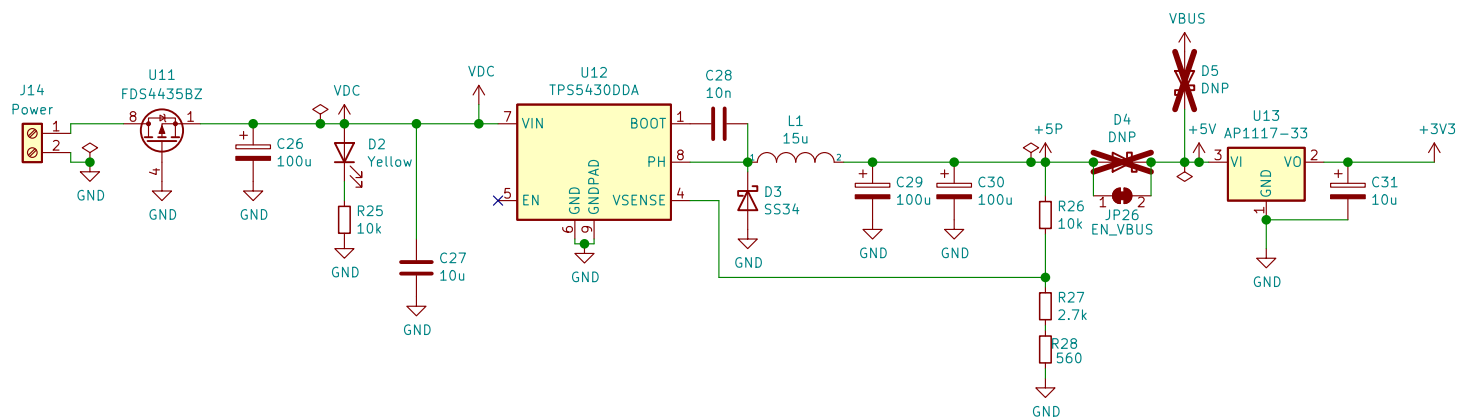 J14
Power
1
2
GND
U11
FDS4435BZ
8
1
4
GND
+
C26
100u
GND
VDC
D2
Yellow
R25
10k
GND
C27
10u
GND
VDC
U12
TPS5430DDA
7
VIN
BOOT
1
PH
8
5
EN
VSENSE
4
GND
GNDPAD
6
9
GND
C28
10n
D3
SS34
GND
L1
15u
1
2
+
C29
100u
GND
+
C30
100u
GND
+5P
R26
10k
R27
2.7k
R28
560
GND
D4
DNP
1
2
JP26
EN_VBUS
VBUS
D5
DNP
+5V
U13
AP1117-33
3
VI
VO
2
GND
1
GND
+
C31
10u
+3V3